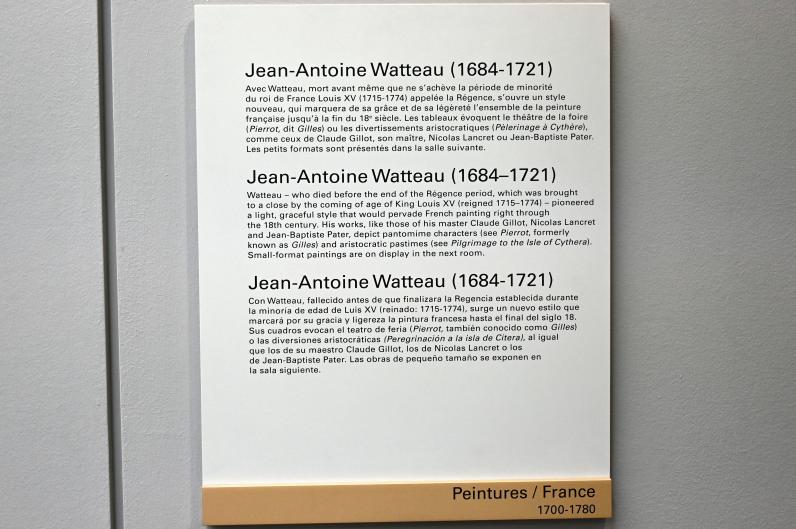 Jean-Antoine Watteau (1684-1721)
Avec Watteau, mort avant même que ne s'achève la période de minorité
du roi de France Louis XV (1715-1774) appelée la Régence, s'ouvre un style
nouveau, qui marquera de sa grâce et de sa légèreté l'ensemble de la peinture
française jusqu'à la fin du 18e siècle. Les tableaux évoquent le théâtre de la foire
(Pierrot, dit Gilles) ou les divertissements aristocratiques (Pèlerinage à Cythère),
comme ceux de Claude Gillot, son maître, Nicolas Lancret ou Jean-Baptiste Pater.
Les petits formats sont présentés dans la salle suivante.
Jean-Antoine Watteau (1684–1721)
Watteau – who died before the end of the Régence period, which was brought
to a close by the coming of age of King Louis XV (reigned 1715–1774) – pioneered
a light, graceful style that would pervade French painting right through
the 18th century. His works, like those of his master Claude Gillot, Nicolas Lancret
and Jean-Baptiste Pater, depict pantomime characters (see Pierrot, formerly
known as Gilles) and aristocratic pastimes (see Pilgrimage to the Isle of Cythera).
Small-format paintings are on display in the next room.
Jean-Antoine Watteau (1684-1721)
Con Watteau, fallecido antes de que finalizara la Regencia establecida durante
la minoría de edad de Luis XV (reinado: 1715-1774), surge un nuevo estilo que
marcará por su gracia y ligereza la pintura francesa hasta el final del siglo 18.
Sus cuadros evocan el teatro de feria (Pierrot, también conocido como Gilles)
o las diversiones aristocráticas (Peregrinación a la isla de Citera), al igual
que los de su maestro Claude Gillot, los de Nicolas Lancret o los
de Jean-Baptiste Pater. Las obras de pequeño tamaño se exponen en
la sala siguiente.
Peintures / France
1700-1780